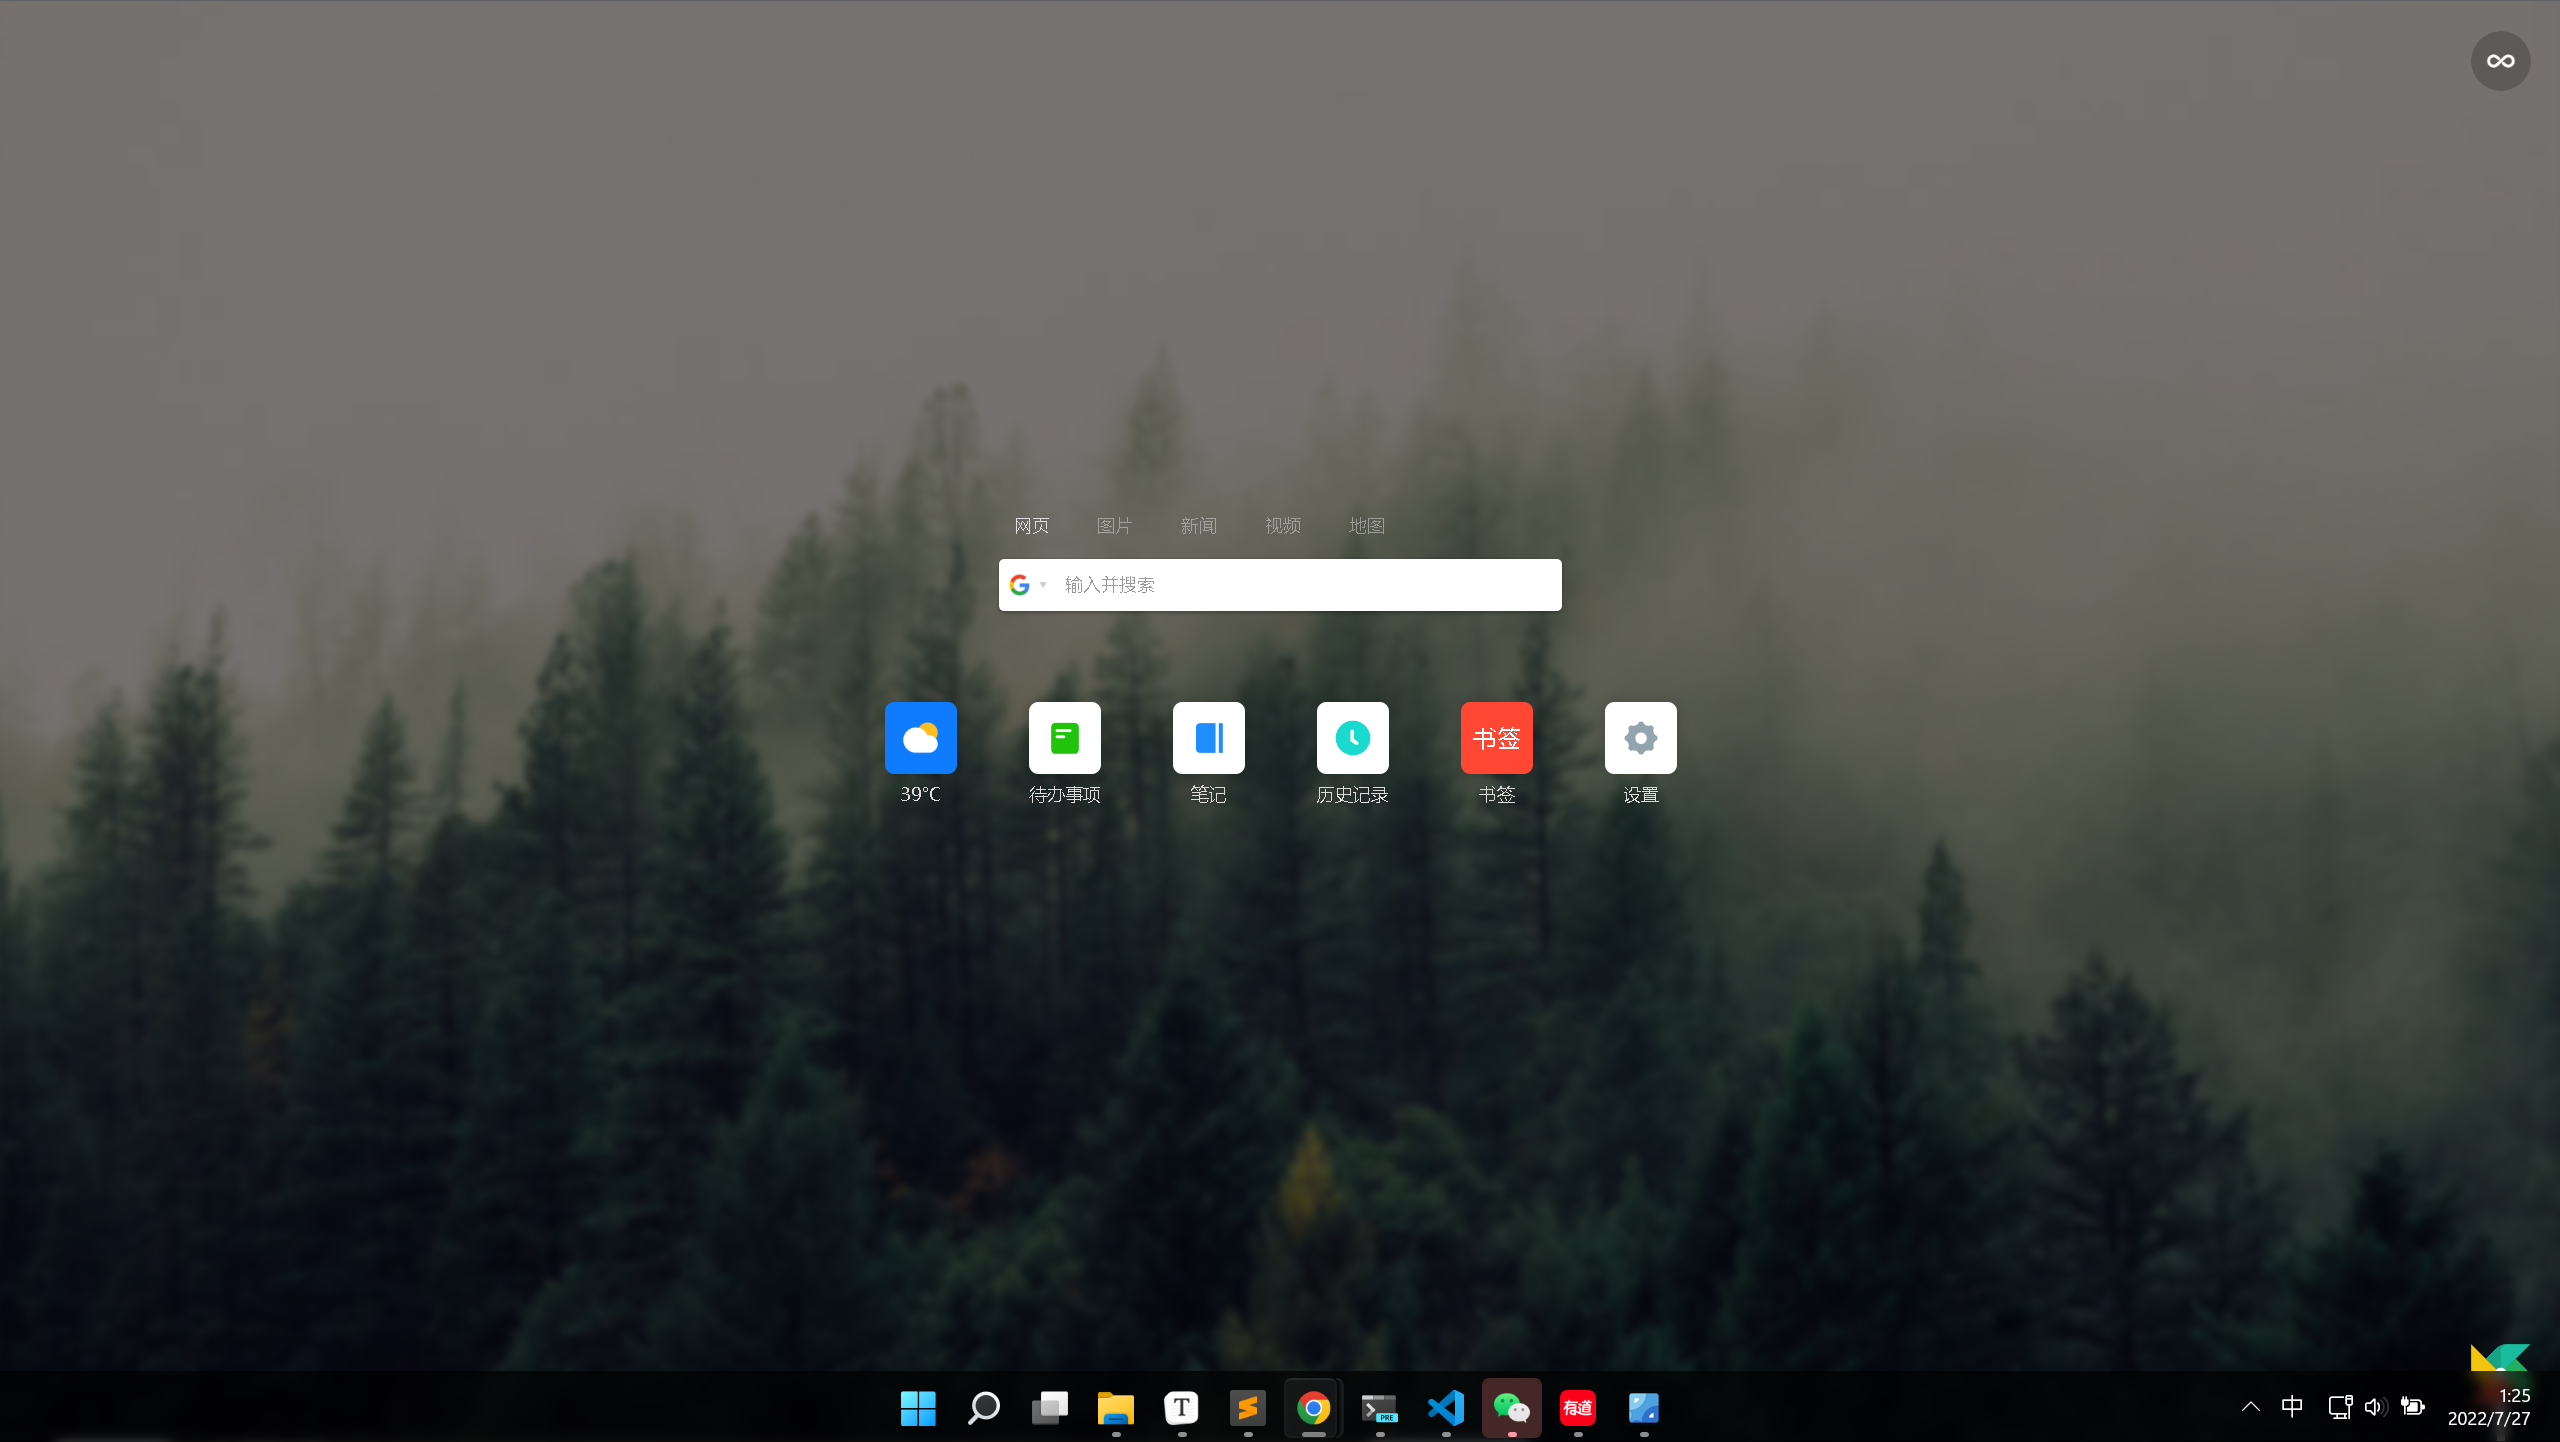 网页 图片 新闻 视频 地图
输入并搜索
书签
39°C 待办事项 笔记 历史记录 书签 设置
T PRE 有道 中 1:25
2022/7/27